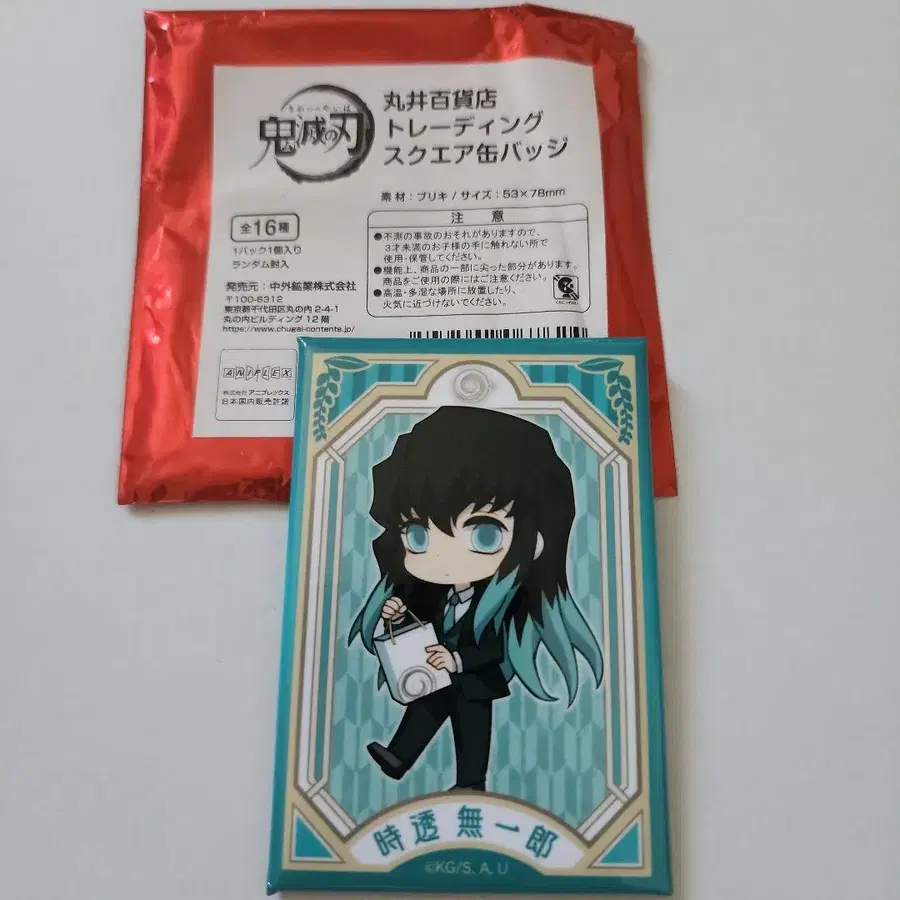 きめつのやいば
鬼滅の刃
丸井百貨店
トレーディング
スクエア缶バッジ
素材：ブリキ / サイズ：53×78mm
全16種
1パック1個入り
ランダム封入
発売元：中外鉱業株式会社
〒100-6312
東京都千代田区丸の内 2-4-1
丸の内ビルディング 12 階
https://www.chugai-contents.jp/
注 意
●不測の事故のおそれがありますので、
3才未満のお子様の手に触れない所で
使用・保管してください。
●機能上、商品の一部に尖った部分があります。
商品をご使用の際にはご注意ください。
●高温・多湿な場所に放置したり、
火気に近づけないでください。
ANIPLEX
株式会社 アニプレックス
日本国内販売許諾
時透無一郎
©KG/S, A, U